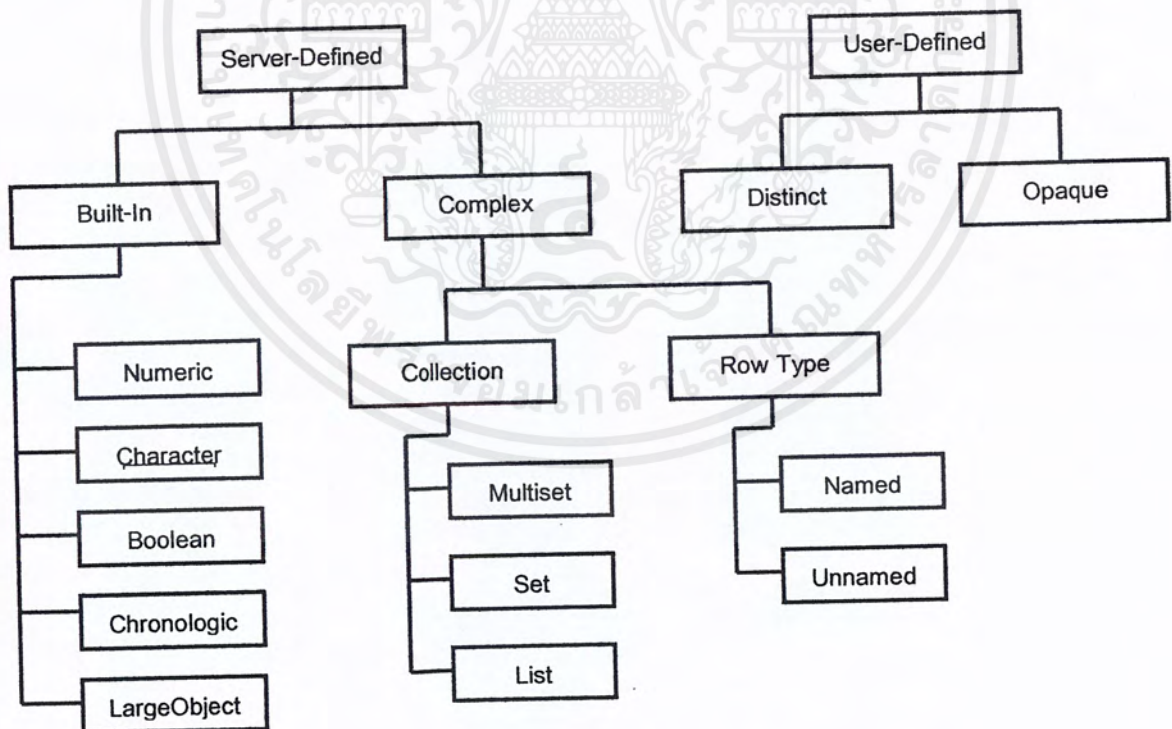 Server-Defined
User-Defined
Built-In
Complex
Distinct
Opaque
Numeric
Character
Boolean
Chronologic
LargeObject
Collection
Row Type
Multiset
Set
List
Named
Unnamed